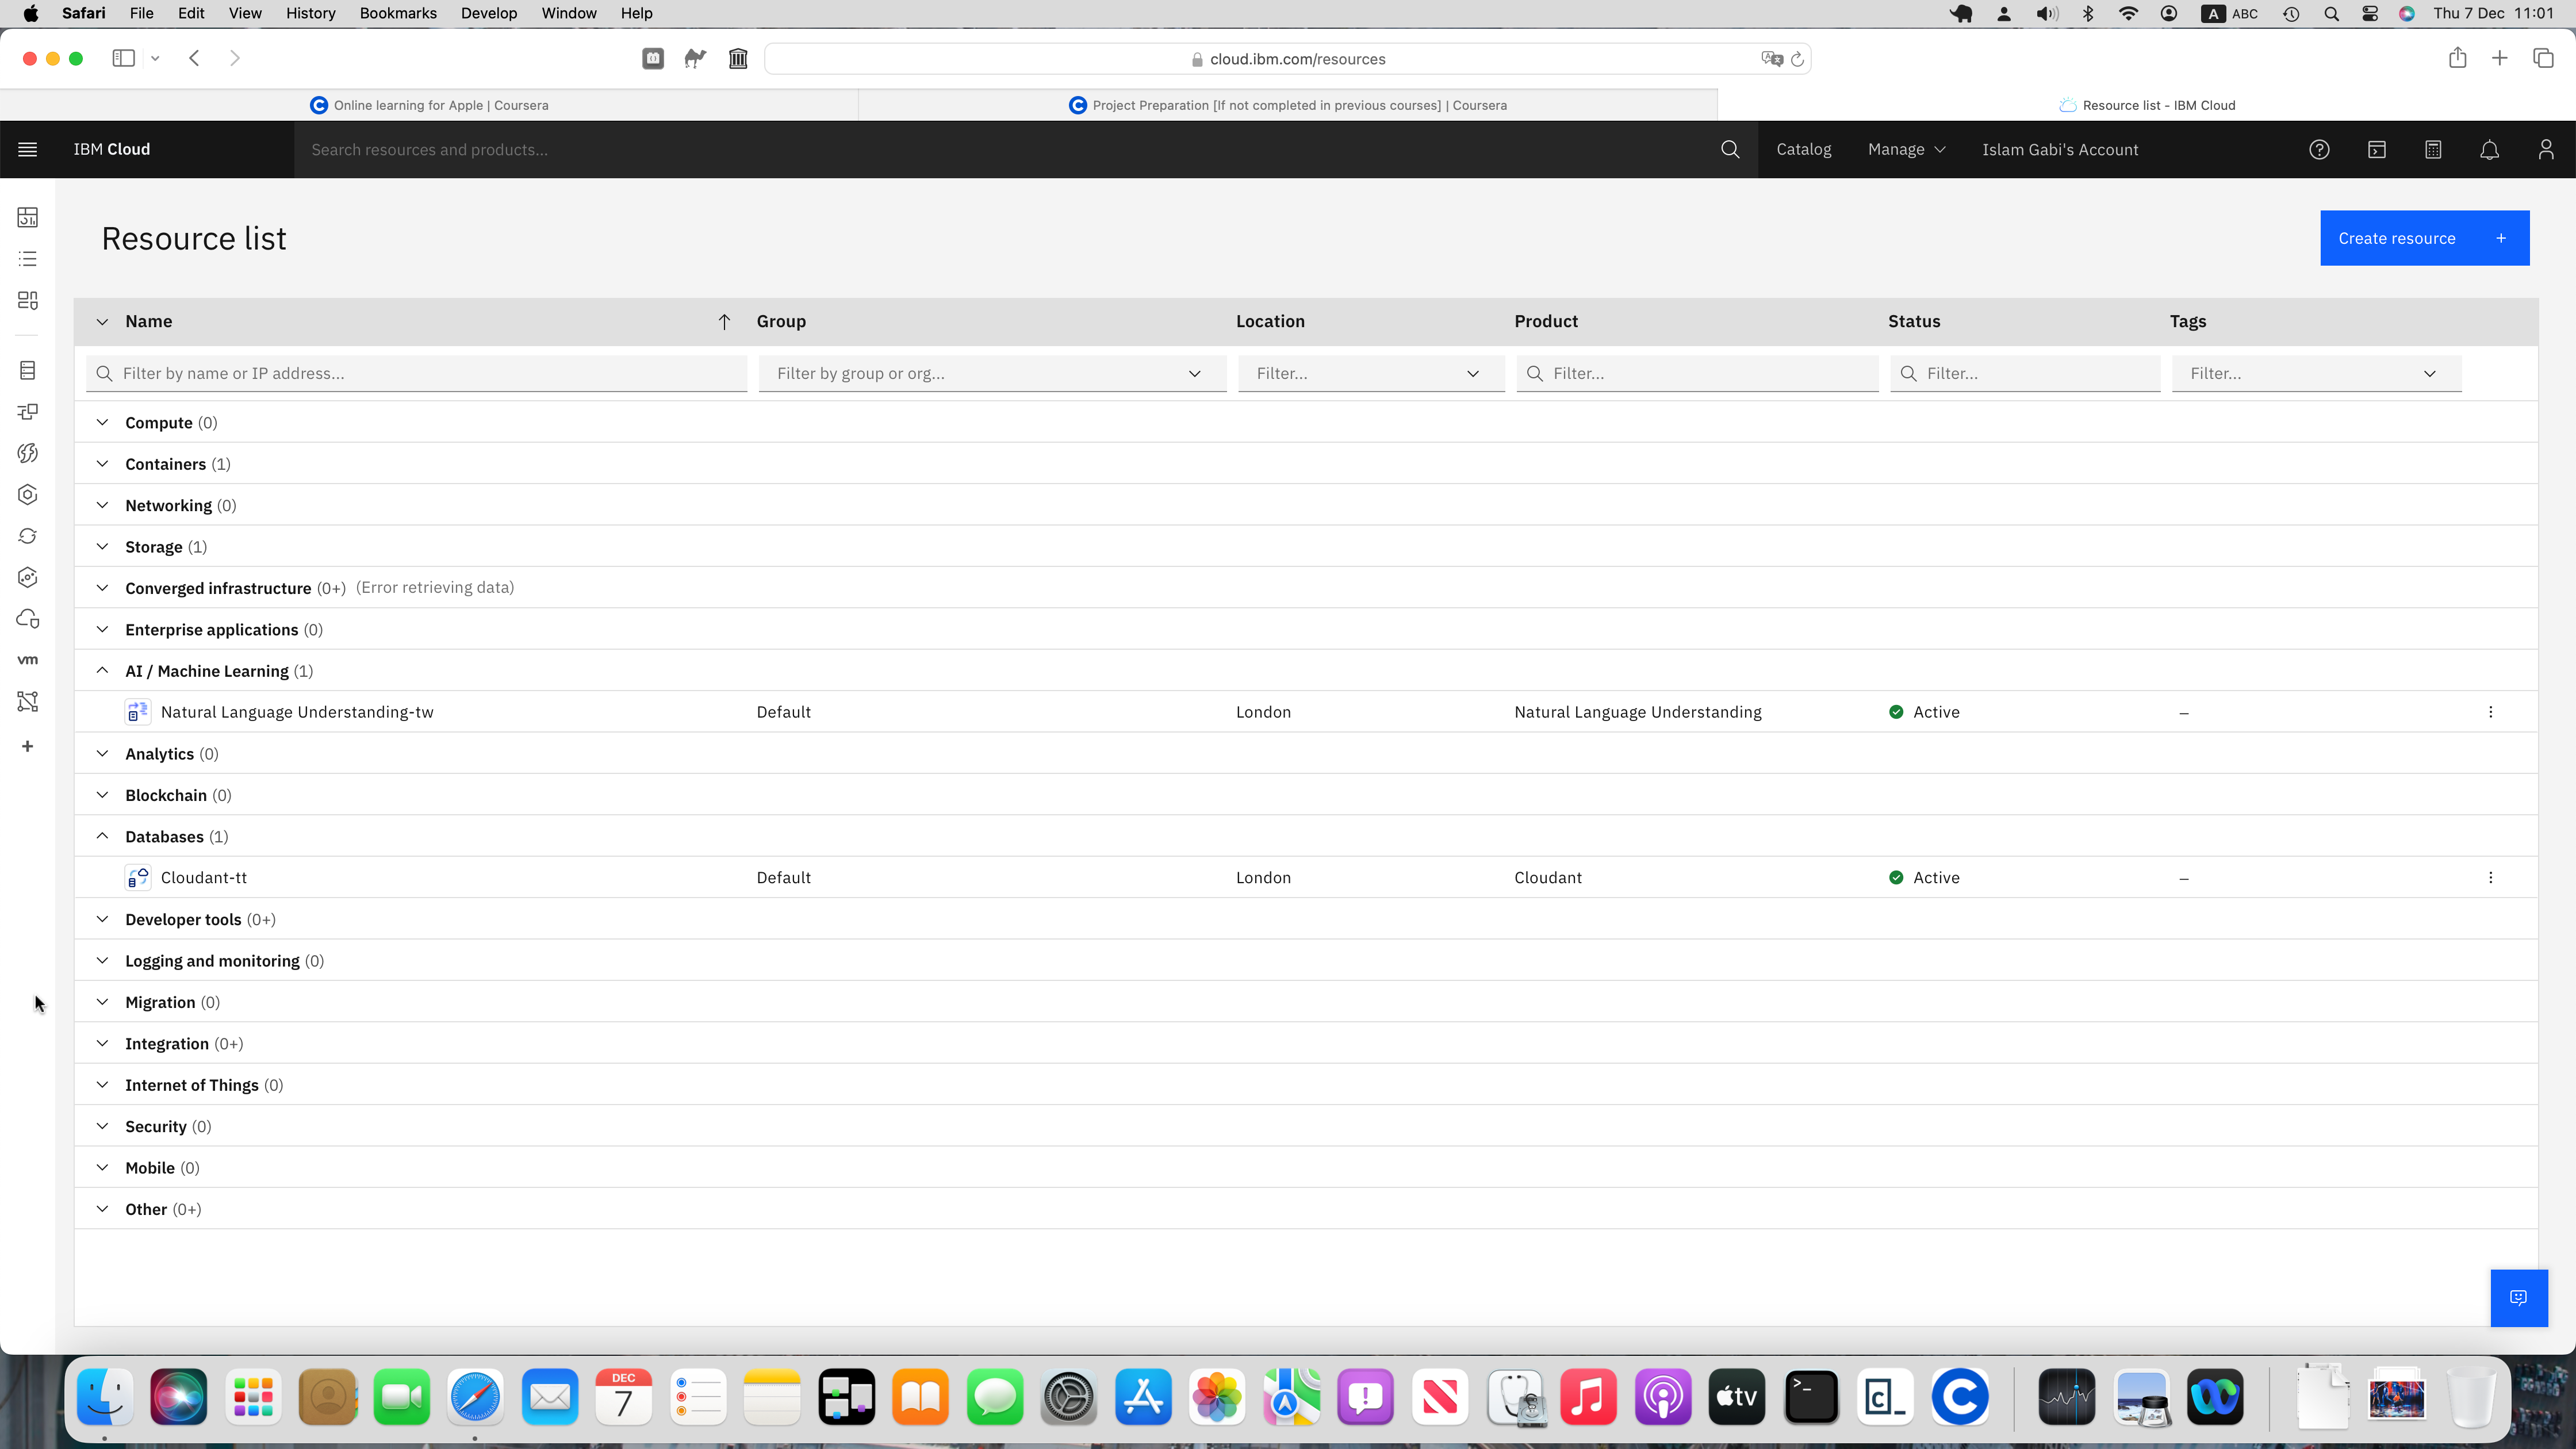 Safari File Edit View History Bookmarks Develop Window Help A ABC Thu 7 Dec 11:01
cloud.ibm.com/resources
Online learning for Apple | Coursera Project Preparation [If not completed in previous courses] | Coursera Resource list - IBM Cloud
IBM Cloud Search resources and products... Catalog Manage Islam Gabi's Account
Resource list Create resource +
Name Group Location Product Status Tags
Filter by name or IP address... Filter by group or org... Filter... Filter... Filter... Filter...
Compute (0)
Containers (1)
Networking (0)
Storage (1)
Converged infrastructure (0+) (Error retrieving data)
Enterprise applications (0)
vm
AI / Machine Learning (1)
Natural Language Understanding-tw Default London Natural Language Understanding Active –
Analytics (0)
Blockchain (0)
Databases (1)
Cloudant-tt Default London Cloudant Active –
Developer tools (0+)
Logging and monitoring (0)
Migration (0)
Integration (0+)
Internet of Things (0)
Security (0)
Mobile (0)
Other (0+)
DEC
7
tv
>_
C_